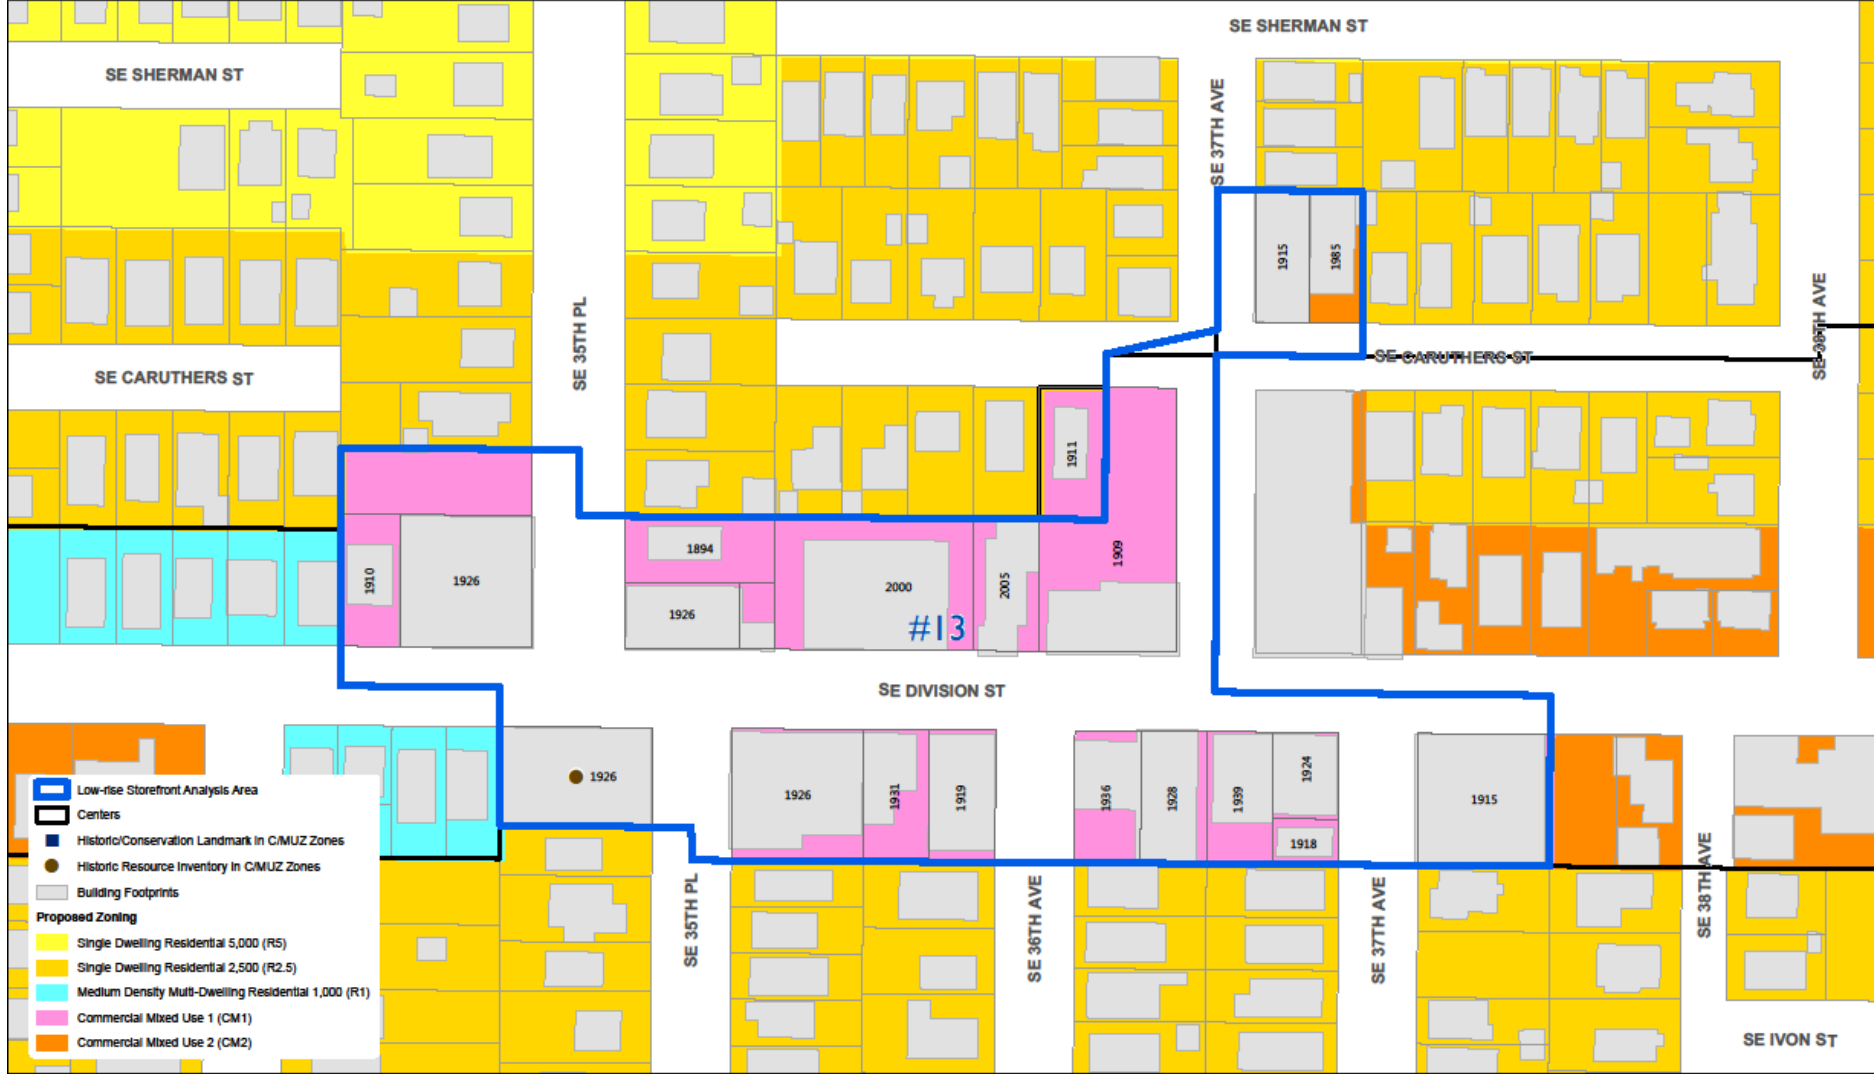 SE SHERMAN ST
SE SHERMAN ST
SE 37TH AVE
1915
1985
SE 35TH PL
SE 39TH AVE
SE CARUTHERS ST
SE CARUTHERS ST
1911
1894
1909
1910
1926
2000
2005
1926
#13
SE DIVISION ST
1926
1926
1931
1919
1936
1928
1939
1924
1918
1915
Low-rise Storefront Analysis Area
Centers
Historic/Conservation Landmark in C/MUZ Zones
Historic Resource Inventory in C/MUZ Zones
Building Footprints
Proposed Zoning
Single Dwelling Residential 5,000 (R5)
Single Dwelling Residential 2,500 (R2.5)
Medium Density Multi-Dwelling Residential 1,000 (R1)
Commercial Mixed Use 1 (CM1)
Commercial Mixed Use 2 (CM2)
SE 35TH PL
SE 36TH AVE
SE 37TH AVE
SE 38TH AVE
SE IVON ST